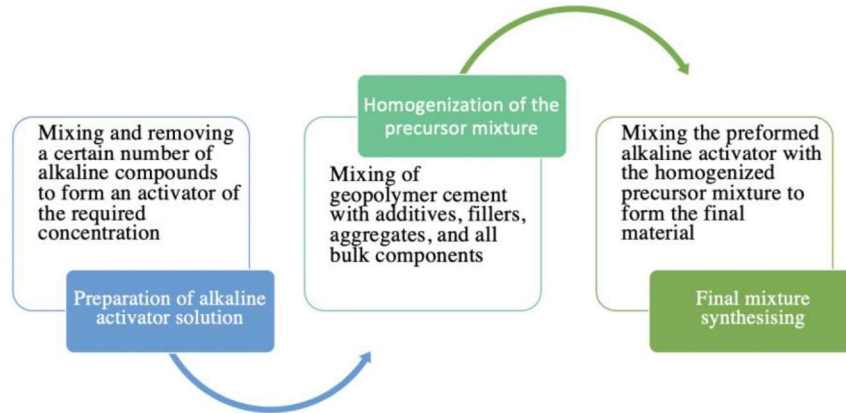 Mixing and removing
a certain number of
alkaline compounds
to form an activator of
the required
concentration
Preparation of alkaline
activator solution
Homogenization of the
precursor mixture
Mixing of
geopolymer cement
with additives, fillers,
aggregates, and all
bulk components
Mixing the preformed
alkaline activator with
the homogenized
precursor mixture to
form the final
material
Final mixture
synthesising